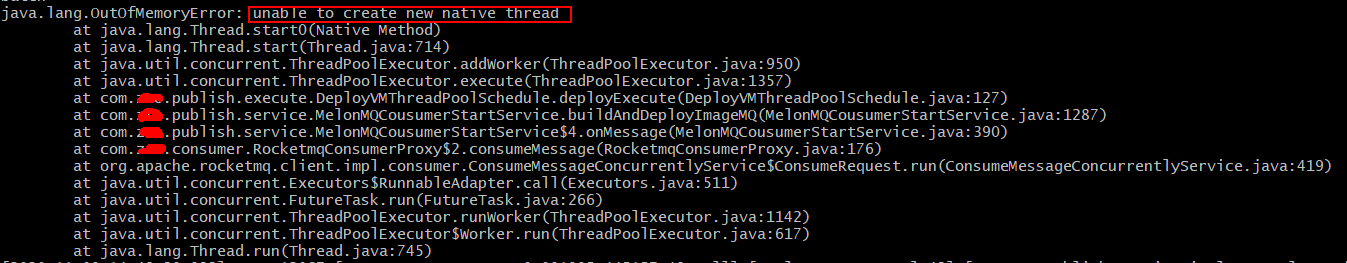 java.lang.OutOfMemoryError: unable to create new native thread
at java.lang.Thread.start0(Native Method)
at java.lang.Thread.start(Thread.java:714)
at java.util.concurrent.ThreadPoolExecutor.addWorker(ThreadPoolExecutor.java:950)
at java.util.concurrent.ThreadPoolExecutor.execute(ThreadPoolExecutor.java:1357)
at com. .publish.execute.DeployVMThreadPoolSchedule.deployExecute(DeployVMThreadPoolSchedule.java:127)
at com. .publish.service.MelonMQCousumerStartService.buildAndDeployImageMQ(MelonMQCousumerStartService.java:1287)
at com. .publish.service.MelonMQCousumerStartService$4.onMessage(MelonMQCousumerStartService.java:390)
at com. .consumer.RocketmqConsumerProxy$2.consumeMessage(RocketmqConsumerProxy.java:176)
at org.apache.rocketmq.client.impl.consumer.ConsumeMessageConcurrentlyService$ConsumeRequest.run(ConsumeMessageConcurrentlyService.java:419)
at java.util.concurrent.Executors$RunnableAdapter.call(Executors.java:511)
at java.util.concurrent.FutureTask.run(FutureTask.java:266)
at java.util.concurrent.ThreadPoolExecutor.runWorker(ThreadPoolExecutor.java:1142)
at java.util.concurrent.ThreadPoolExecutor$Worker.run(ThreadPoolExecutor.java:617)
at java.lang.Thread.run(Thread.java:745)